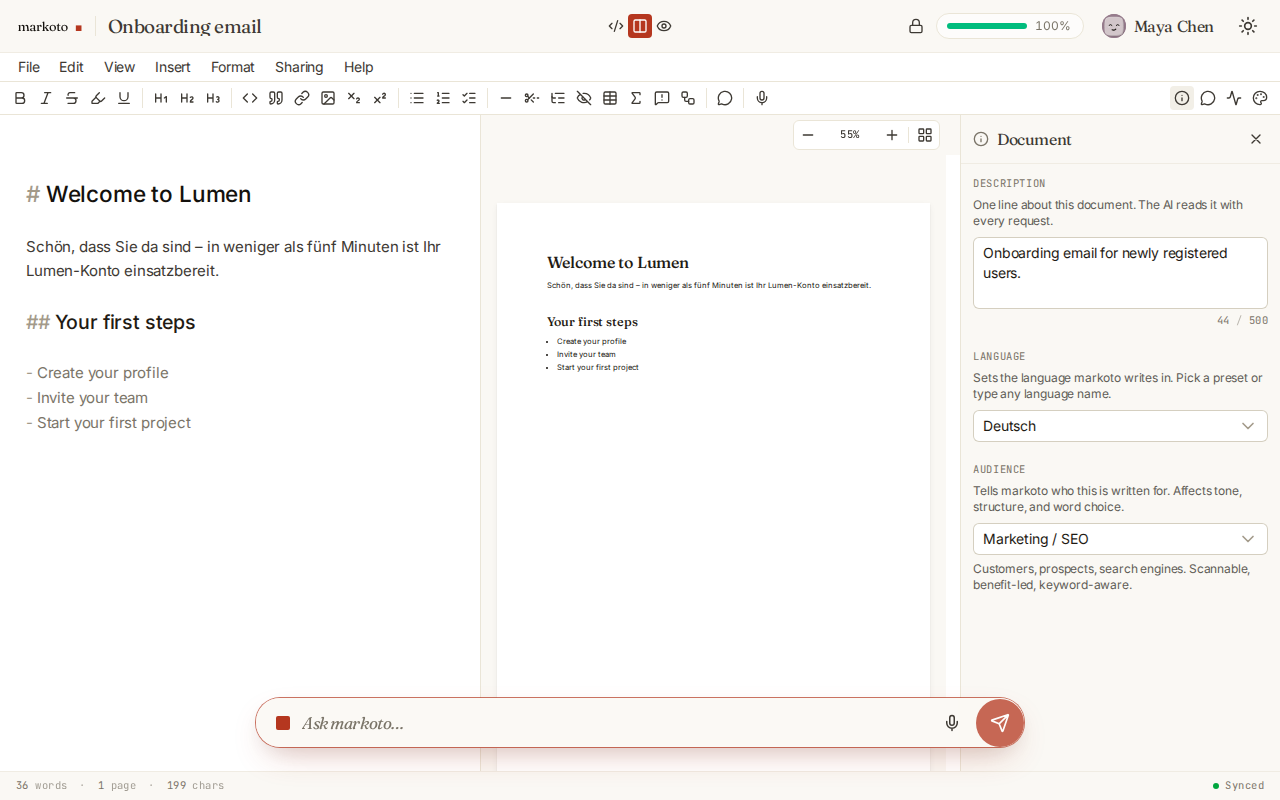 markoto
Onboarding email
100%
Maya Chen
File Edit View Insert Format Sharing Help
H1 H2 H3
55%
# Welcome to Lumen
Schön, dass Sie da sind – in weniger als fünf Minuten ist Ihr
Lumen-Konto einsatzbereit.
## Your first steps
- Create your profile
- Invite your team
- Start your first project
Welcome to Lumen
Schön, dass Sie da sind – in weniger als fünf Minuten ist Ihr Lumen-Konto einsatzbereit.
Your first steps
• Create your profile
• Invite your team
• Start your first project
Document
DESCRIPTION
One line about this document. The AI reads it with
every request.
Onboarding email for newly registered
users.
44 / 500
LANGUAGE
Sets the language markoto writes in. Pick a preset or
type any language name.
Deutsch
AUDIENCE
Tells markoto who this is written for. Affects tone,
structure, and word choice.
Marketing / SEO
Customers, prospects, search engines. Scannable,
benefit-led, keyword-aware.
Ask markoto...
36 words · 1 page · 199 chars
Synced